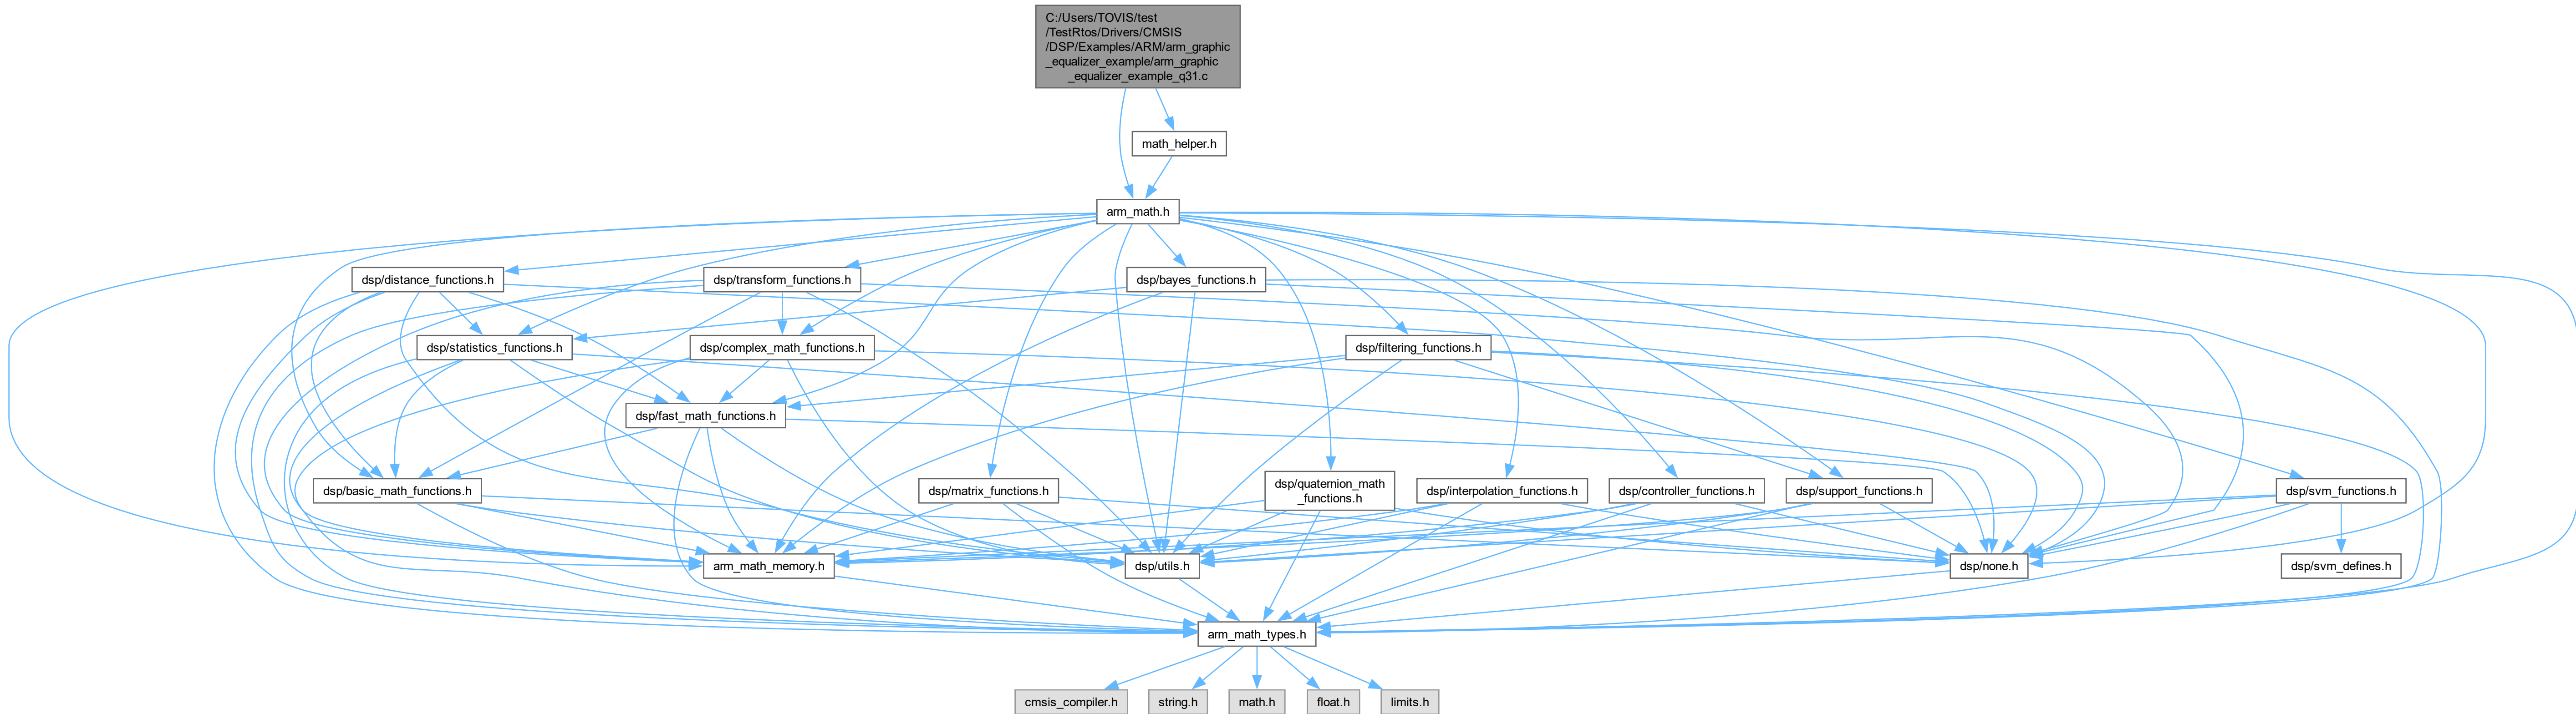 C:/Users/TOVIS/test
/TestRtos/Drivers/CMSIS
/DSP/Examples/ARM/arm_graphic
_equalizer_example/arm_graphic
_equalizer_example_q31.c
math_helper.h
arm_math.h
dsp/distance_functions.h
dsp/transform_functions.h
dsp/bayes_functions.h
dsp/statistics_functions.h
dsp/complex_math_functions.h
dsp/filtering_functions.h
dsp/fast_math_functions.h
dsp/basic_math_functions.h
dsp/matrix_functions.h
dsp/quaternion_math
_functions.h
dsp/interpolation_functions.h
dsp/controller_functions.h
dsp/support_functions.h
dsp/svm_functions.h
arm_math_memory.h
dsp/utils.h
dsp/none.h
dsp/svm_defines.h
arm_math_types.h
cmsis_compiler.h
string.h
math.h
float.h
limits.h